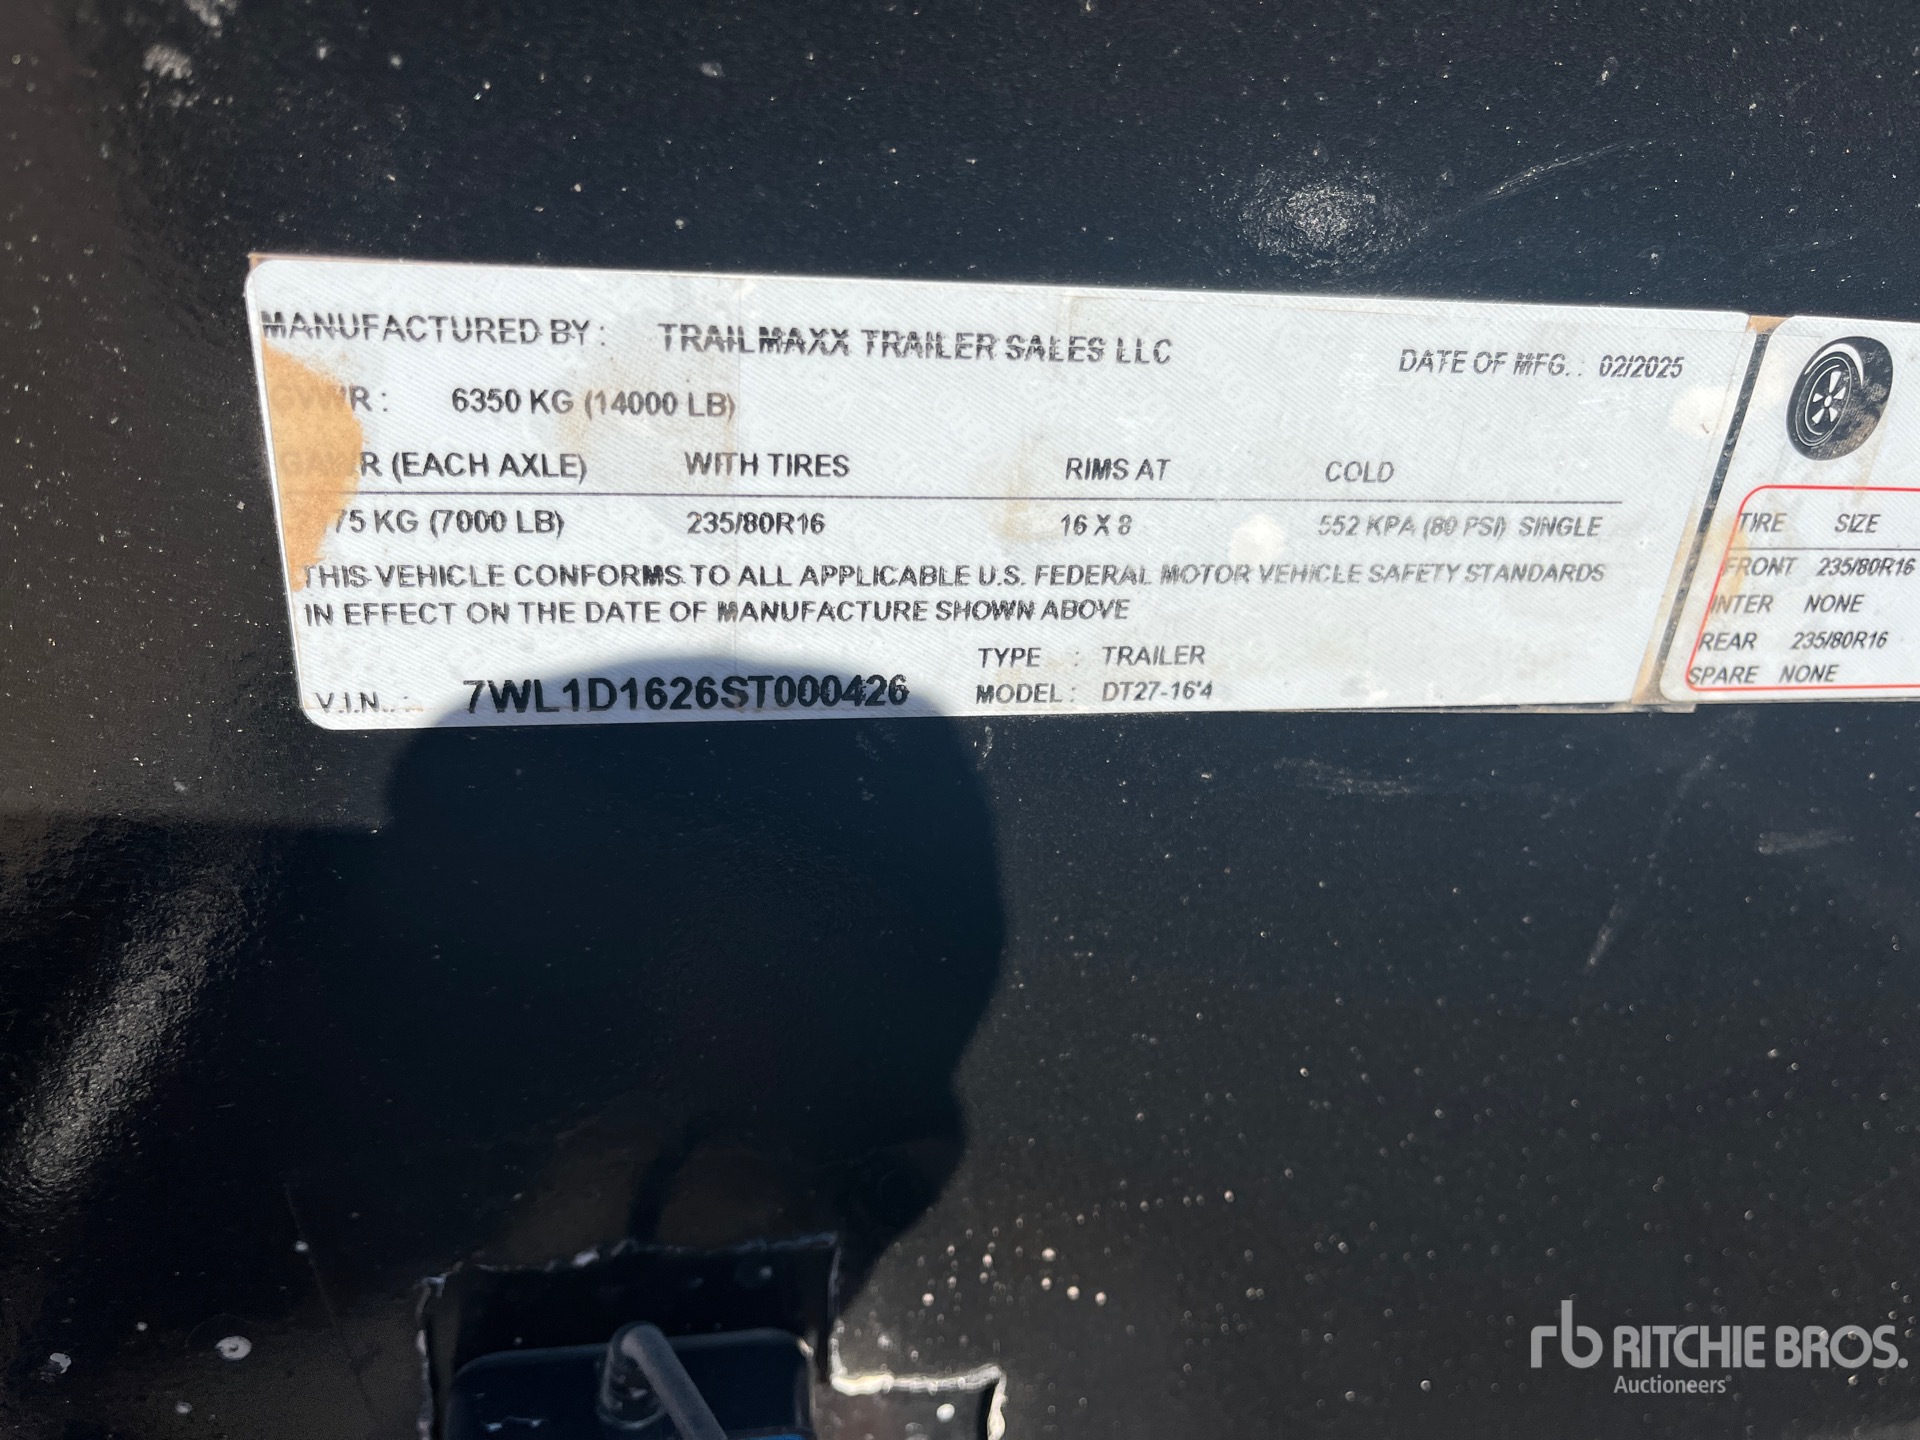 MANUFACTURED BY : TRAILMAXX TRAILER SALES LLC DATE OF MFG. : 02/2025
GVWR : 6350 KG (14000 LB)
GAWR (EACH AXLE) WITH TIRES RIMS AT COLD
75 KG (7000 LB) 235/80R16 16 X 8 552 KPA (80 PSI) SINGLE
THIS VEHICLE CONFORMS TO ALL APPLICABLE U.S. FEDERAL MOTOR VEHICLE SAFETY STANDARDS
IN EFFECT ON THE DATE OF MANUFACTURE SHOWN ABOVE
TYPE : TRAILER
V.I.N. : 7WL1D1626ST000426 MODEL : DT27-16'4
TIRE SIZE
FRONT 235/80R16
INTER NONE
REAR 235/80R16
SPARE NONE
rb RITCHIE BROS.
Auctioneers